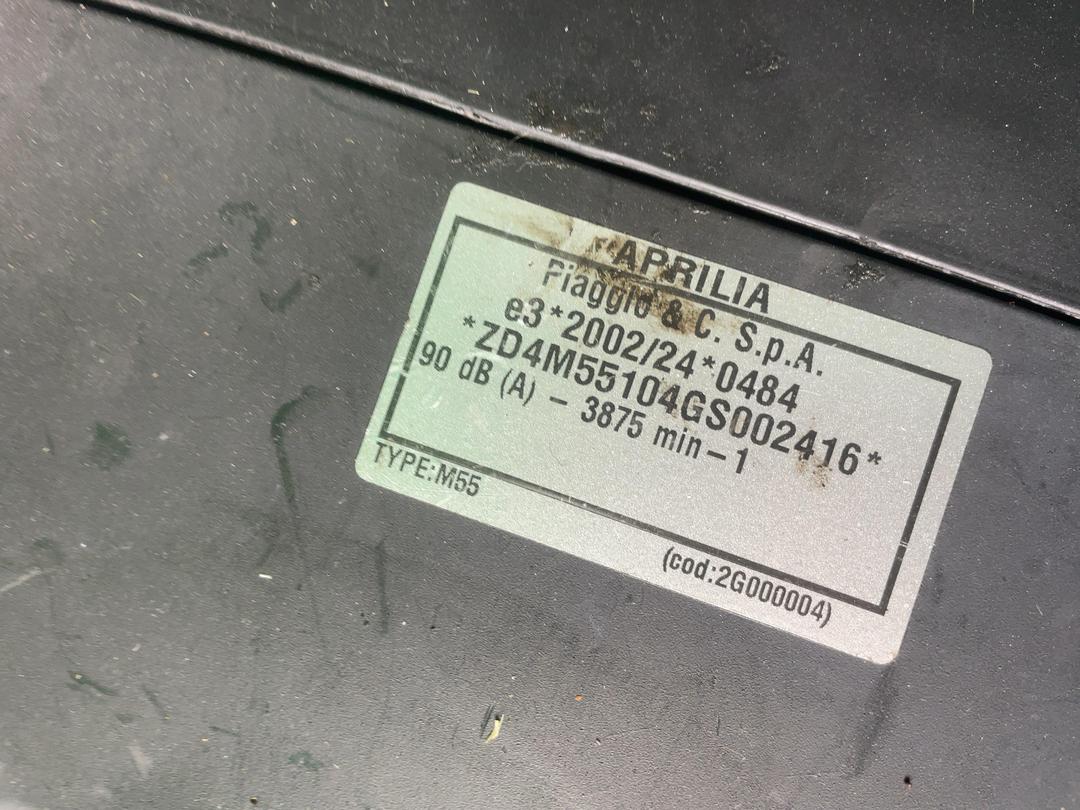 APRILIA
Piaggio & C. S.p.A.
e3*2002/24*0484
*ZD4M55104GS002416*
90 dB (A) - 3875 min-1
TYPE:M55
(cod:2G000004)